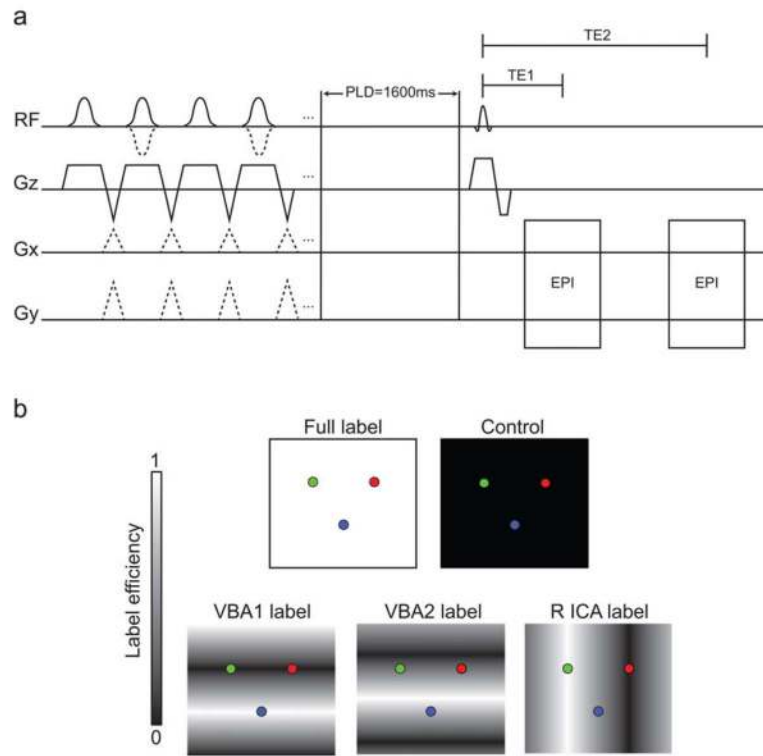 a
TE2
TE1
PLD=1600ms
RF
...
Gz
...
Gx
...
EPI
EPI
Gy
...
b
Full label
Control
1
Label efficiency
VBA1 label
VBA2 label
R ICA label
0